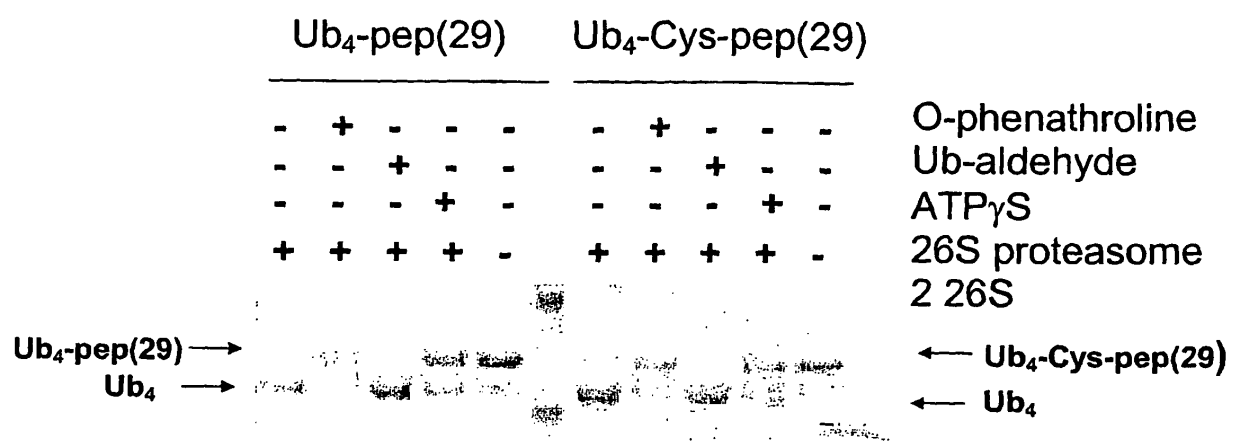 Ub₄-pep(29) Ub₄-Cys-pep(29)
- + - - - - + - - - O-phenathroline
- - + - - - - + - - Ub-aldehyde
- - - + - - - - + - ATPγS
+ + + + - + + + + - 26S proteasome
2 26S
Ub₄-pep(29) → ← Ub₄-Cys-pep(29)
Ub₄ → ← Ub₄